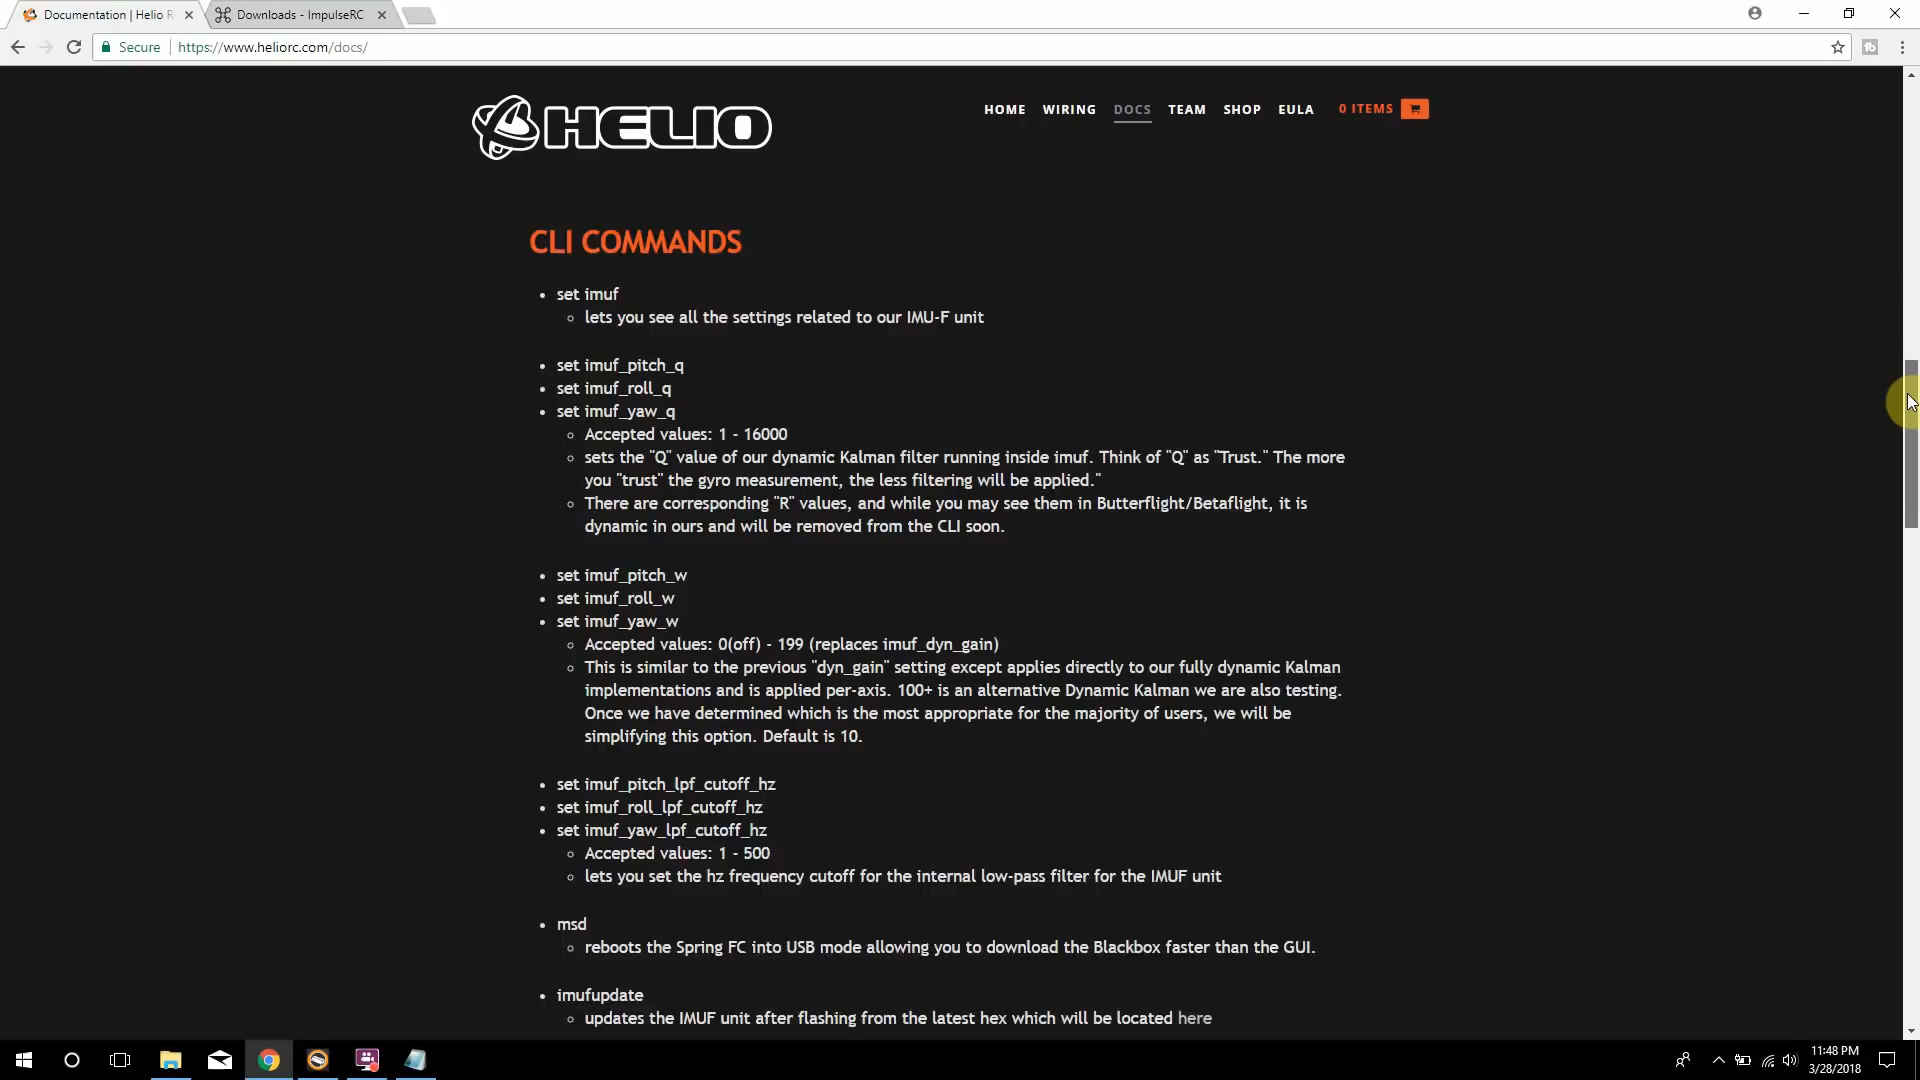 Documentation | Helio R
Downloads - ImpulseRC
Secure
https://www.heliorc.com/docs/
HELIO
HOME WIRING DOCS TEAM SHOP EULA 0 ITEMS
CLI COMMANDS
set imuf
lets you see all the settings related to our IMU-F unit
set imuf_pitch_q
set imuf_roll_q
set imuf_yaw_q
Accepted values: 1 - 16000
sets the "Q" value of our dynamic Kalman filter running inside imuf. Think of "Q" as "Trust." The more
you "trust" the gyro measurement, the less filtering will be applied."
There are corresponding "R" values, and while you may see them in Butterflight/Betaflight, it is
dynamic in ours and will be removed from the CLI soon.
set imuf_pitch_w
set imuf_roll_w
set imuf_yaw_w
Accepted values: 0(off) - 199 (replaces imuf_dyn_gain)
This is similar to the previous "dyn_gain" setting except applies directly to our fully dynamic Kalman
implementations and is applied per-axis. 100+ is an alternative Dynamic Kalman we are also testing.
Once we have determined which is the most appropriate for the majority of users, we will be
simplifying this option. Default is 10.
set imuf_pitch_lpf_cutoff_hz
set imuf_roll_lpf_cutoff_hz
set imuf_yaw_lpf_cutoff_hz
Accepted values: 1 - 500
lets you set the hz frequency cutoff for the internal low-pass filter for the IMUF unit
msd
reboots the Spring FC into USB mode allowing you to download the Blackbox faster than the GUI.
imufupdate
updates the IMUF unit after flashing from the latest hex which will be located here
11:48 PM
3/28/2018